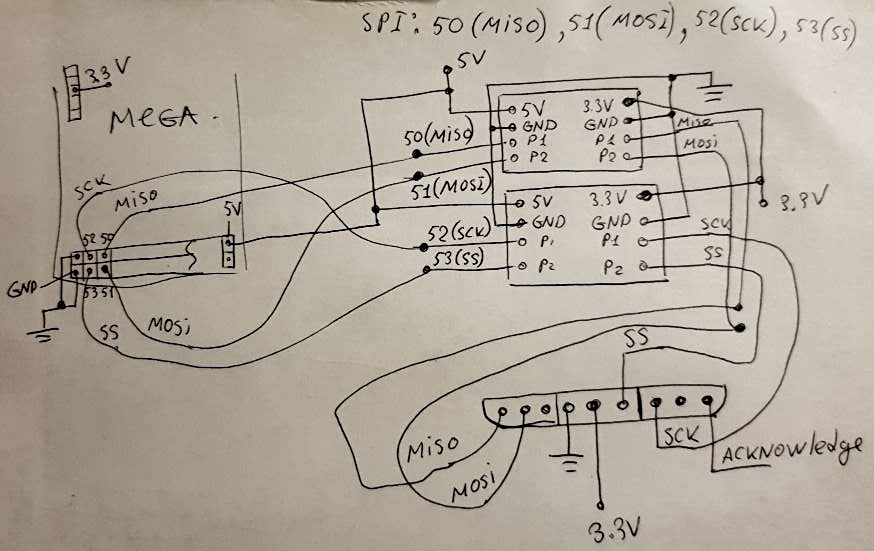 SPI: 50 (Miso), 51 (MOSi), 52 (SCK), 53 (SS)
3.3 V
5V
MEGA.
5V 3.3V
GND GND
P1 P1
P2 P2
Miso
Mosi
50 (Miso)
51 (MOSi)
SCK
Miso
5V
5V 3.3V
GND GND
P1 P1
P2 P2
3.3V
SCK
SS
52 (SCK)
53 (SS)
52 50
53 51
GND
SS
MOSi
SS
Miso
MOSi
SCK
ACKNOWledge
3.3V